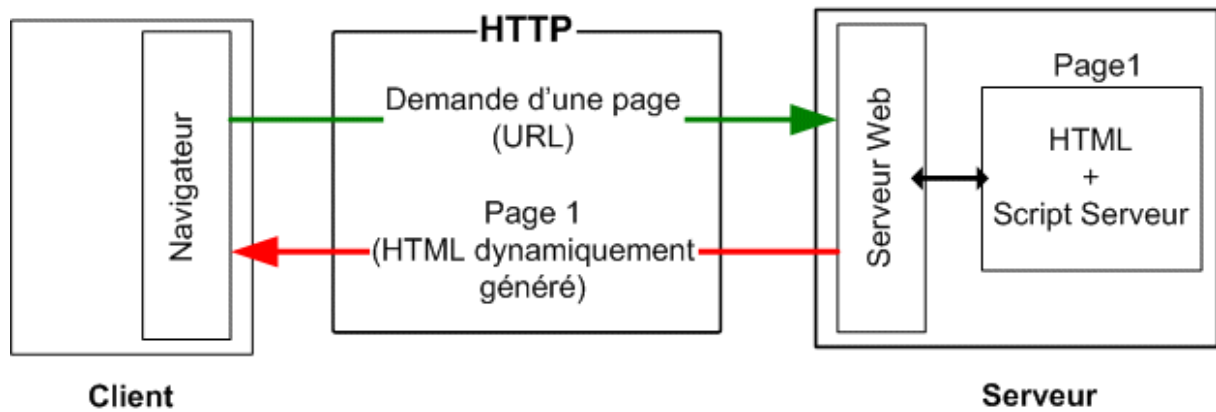 HTTP
Navigateur
Demande d'une page
(URL)
Page 1
(HTML dynamiquement
généré)
Serveur Web
Page1
HTML
+
Script Serveur
Client
Serveur